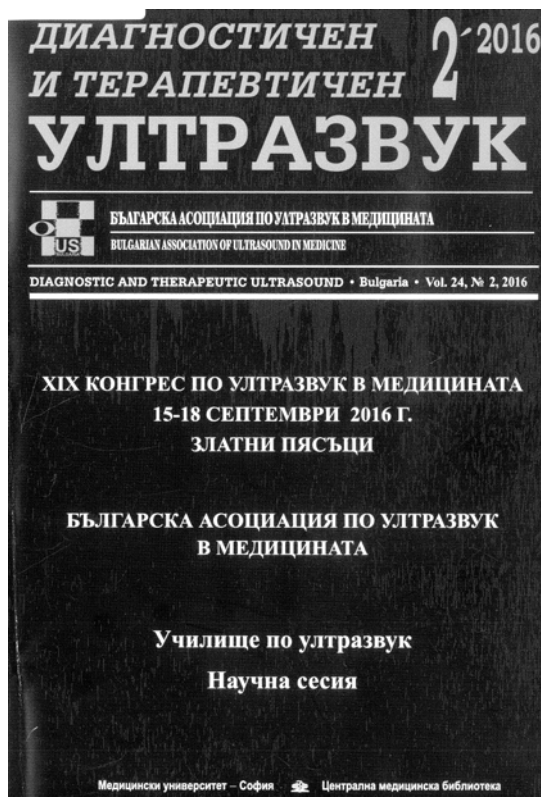 ДИАГНОСТИЧЕН
И ТЕРАПЕВТИЧЕН
2' 2016
УЛТРАЗВУК
US
БЪЛГАРСКА АСОЦИАЦИЯ ПО УЛТРАЗВУК В МЕДИЦИНАТА
BULGARIAN ASSOCIATION OF ULTRASOUND IN MEDICINE
DIAGNOSTIC AND THERAPEUTIC ULTRASOUND • Bulgaria • Vol. 24, № 2, 2016
XIX КОНГРЕС ПО УЛТРАЗВУК В МЕДИЦИНАТА
15-18 СЕПТЕМВРИ 2016 Г.
ЗЛАТНИ ПЯСЪЦИ
БЪЛГАРСКА АСОЦИАЦИЯ ПО УЛТРАЗВУК
В МЕДИЦИНАТА
Училище по ултразвук
Научна сесия
Медицински университет – София Централна медицинска библиотека